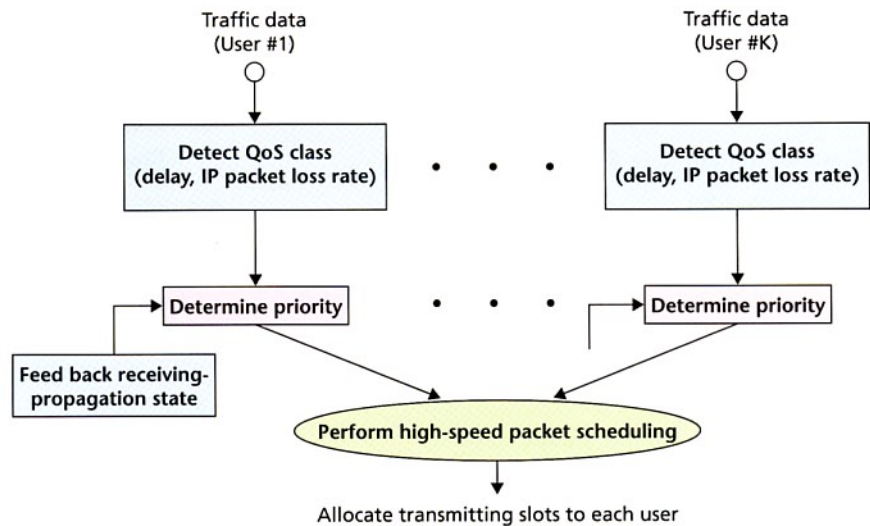 Traffic data
(User #1)
Traffic data
(User #K)
Detect QoS class
(delay, IP packet loss rate)
Detect QoS class
(delay, IP packet loss rate)
Determine priority
Determine priority
Feed back receiving-
propagation state
Perform high-speed packet scheduling
Allocate transmitting slots to each user